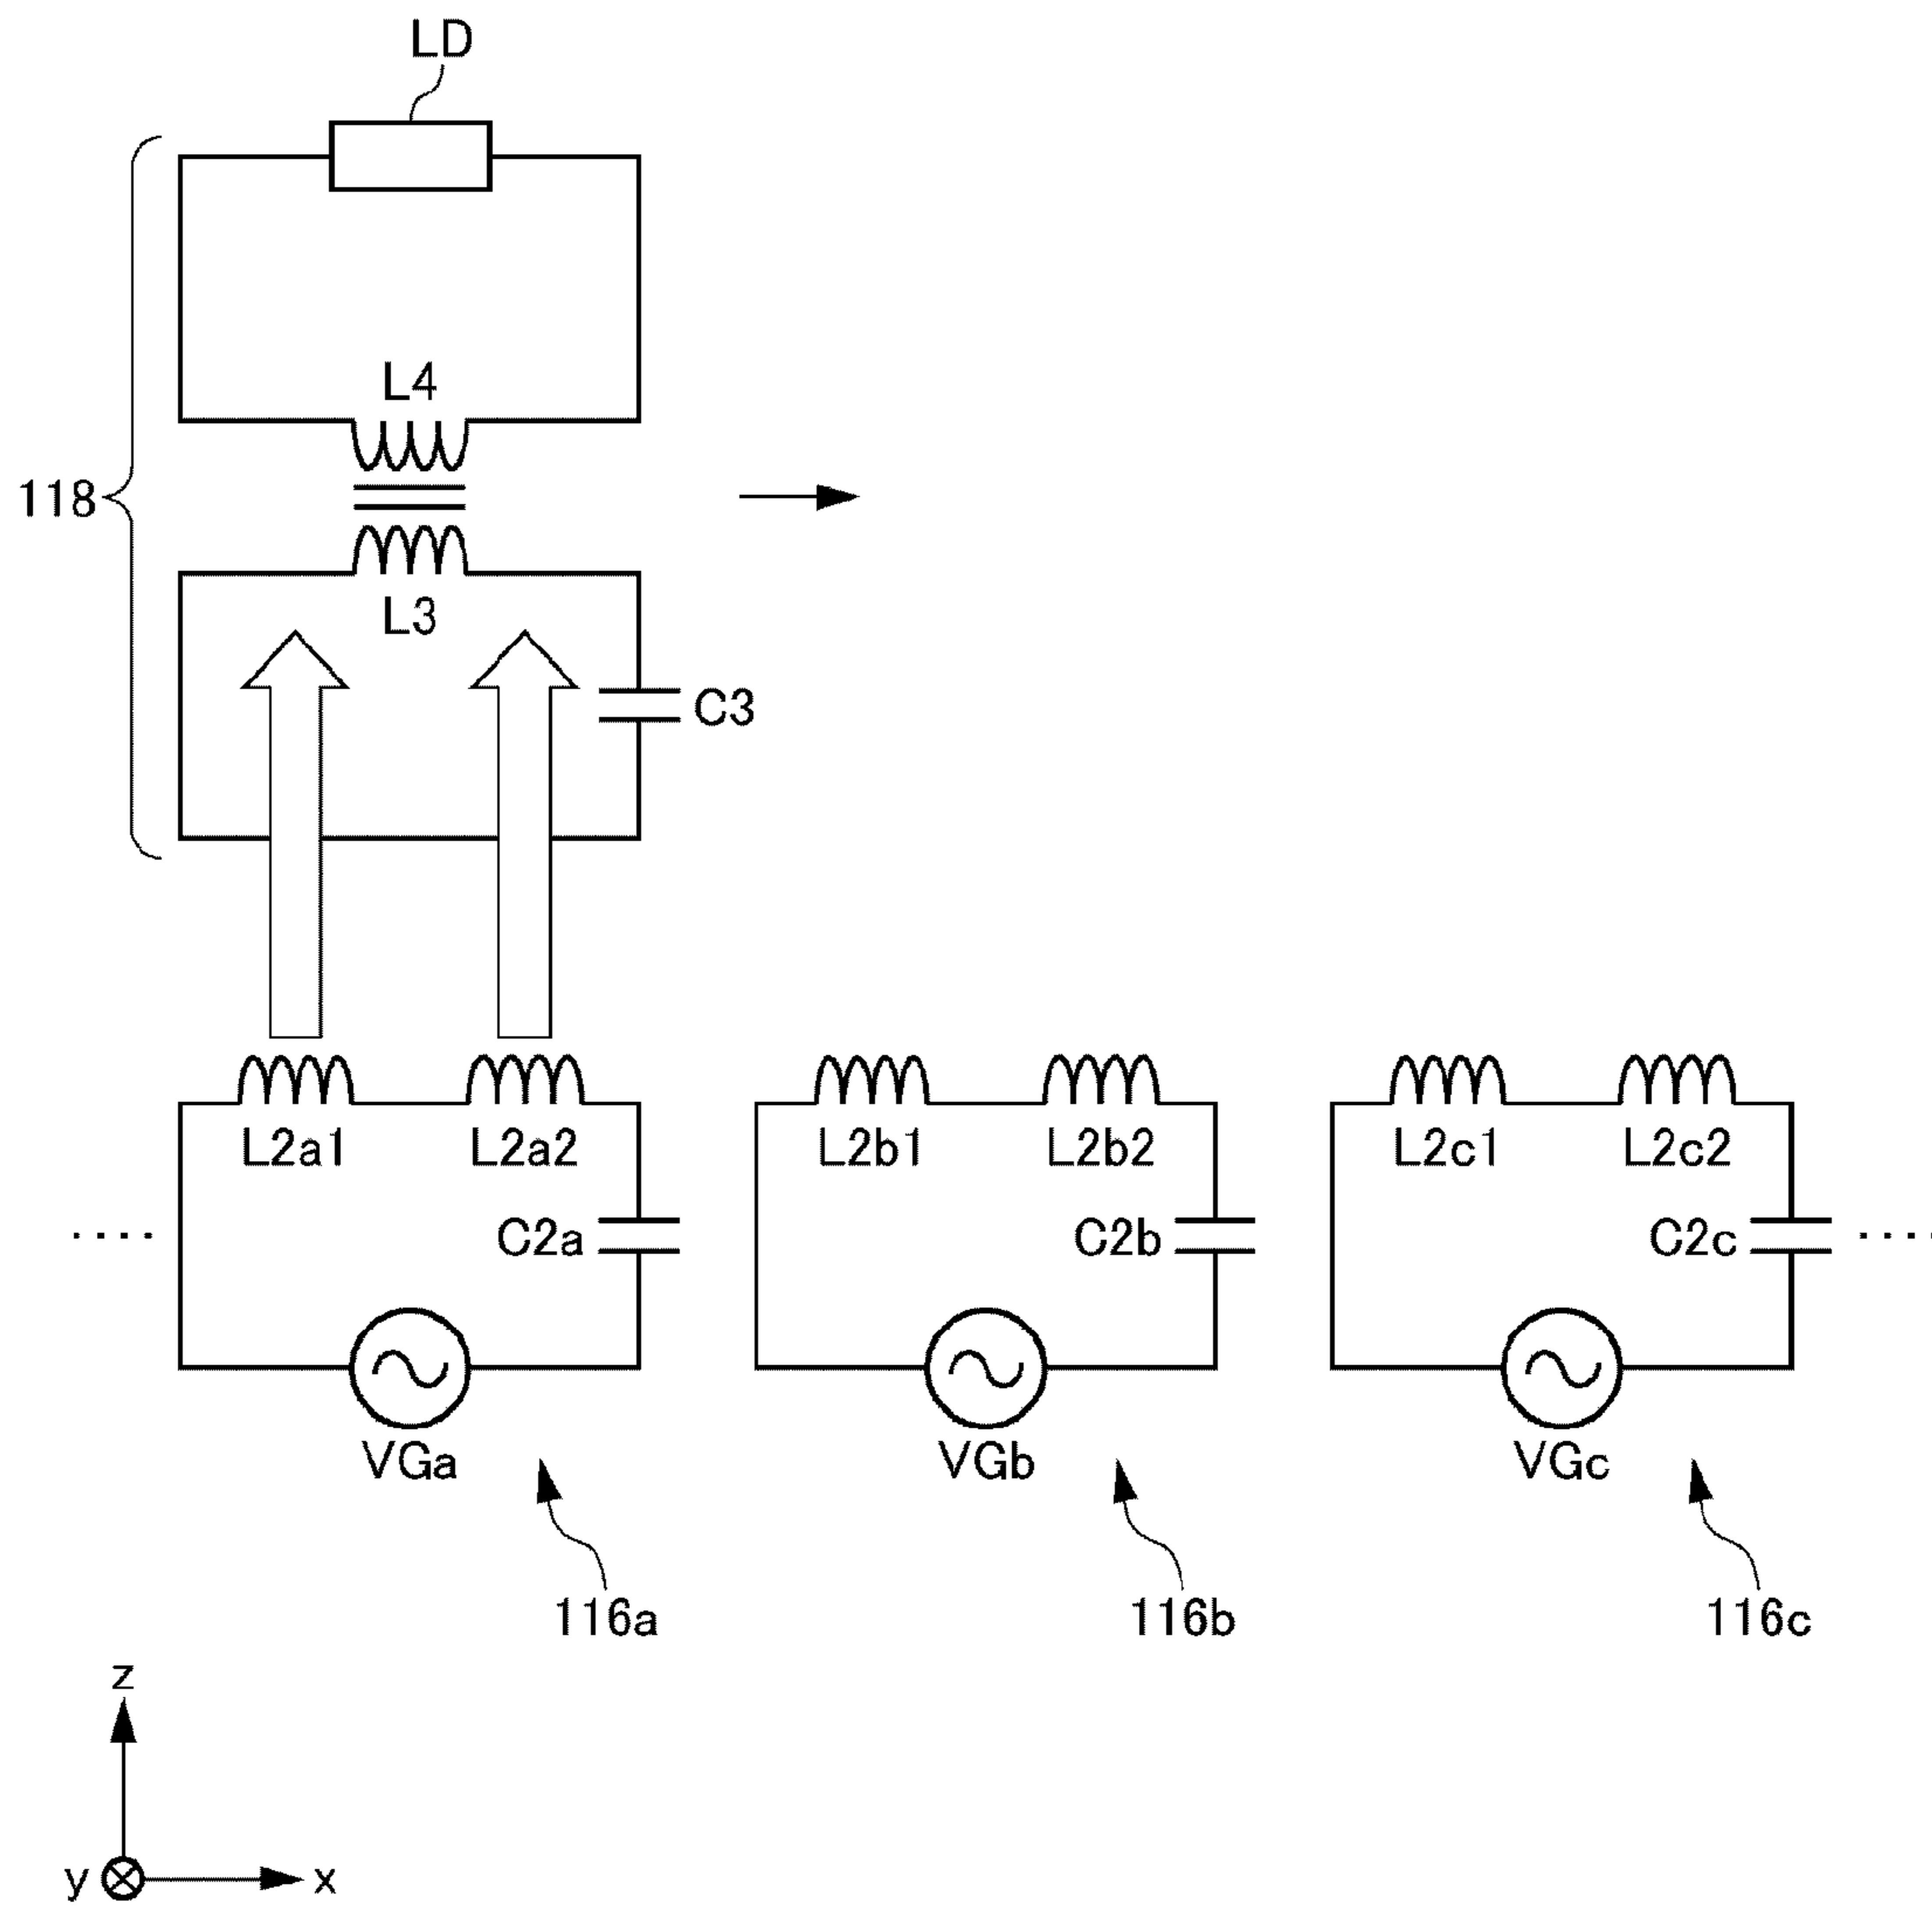 LD
L4
118
L3
C3
L2a1 L2a2 L2b1 L2b2 L2c1 L2c2
.... C2a C2b C2c ....
VGa VGb VGc
116a 116b 116c
z
y x